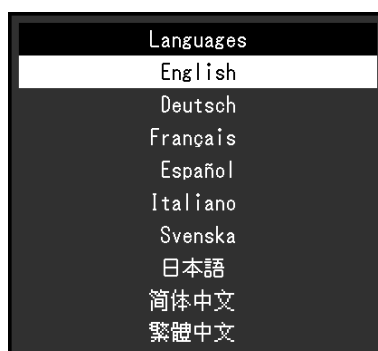 Languages
English
Deutsch
Français
Español
Italiano
Svenska
日本語
简体中文
繁體中文